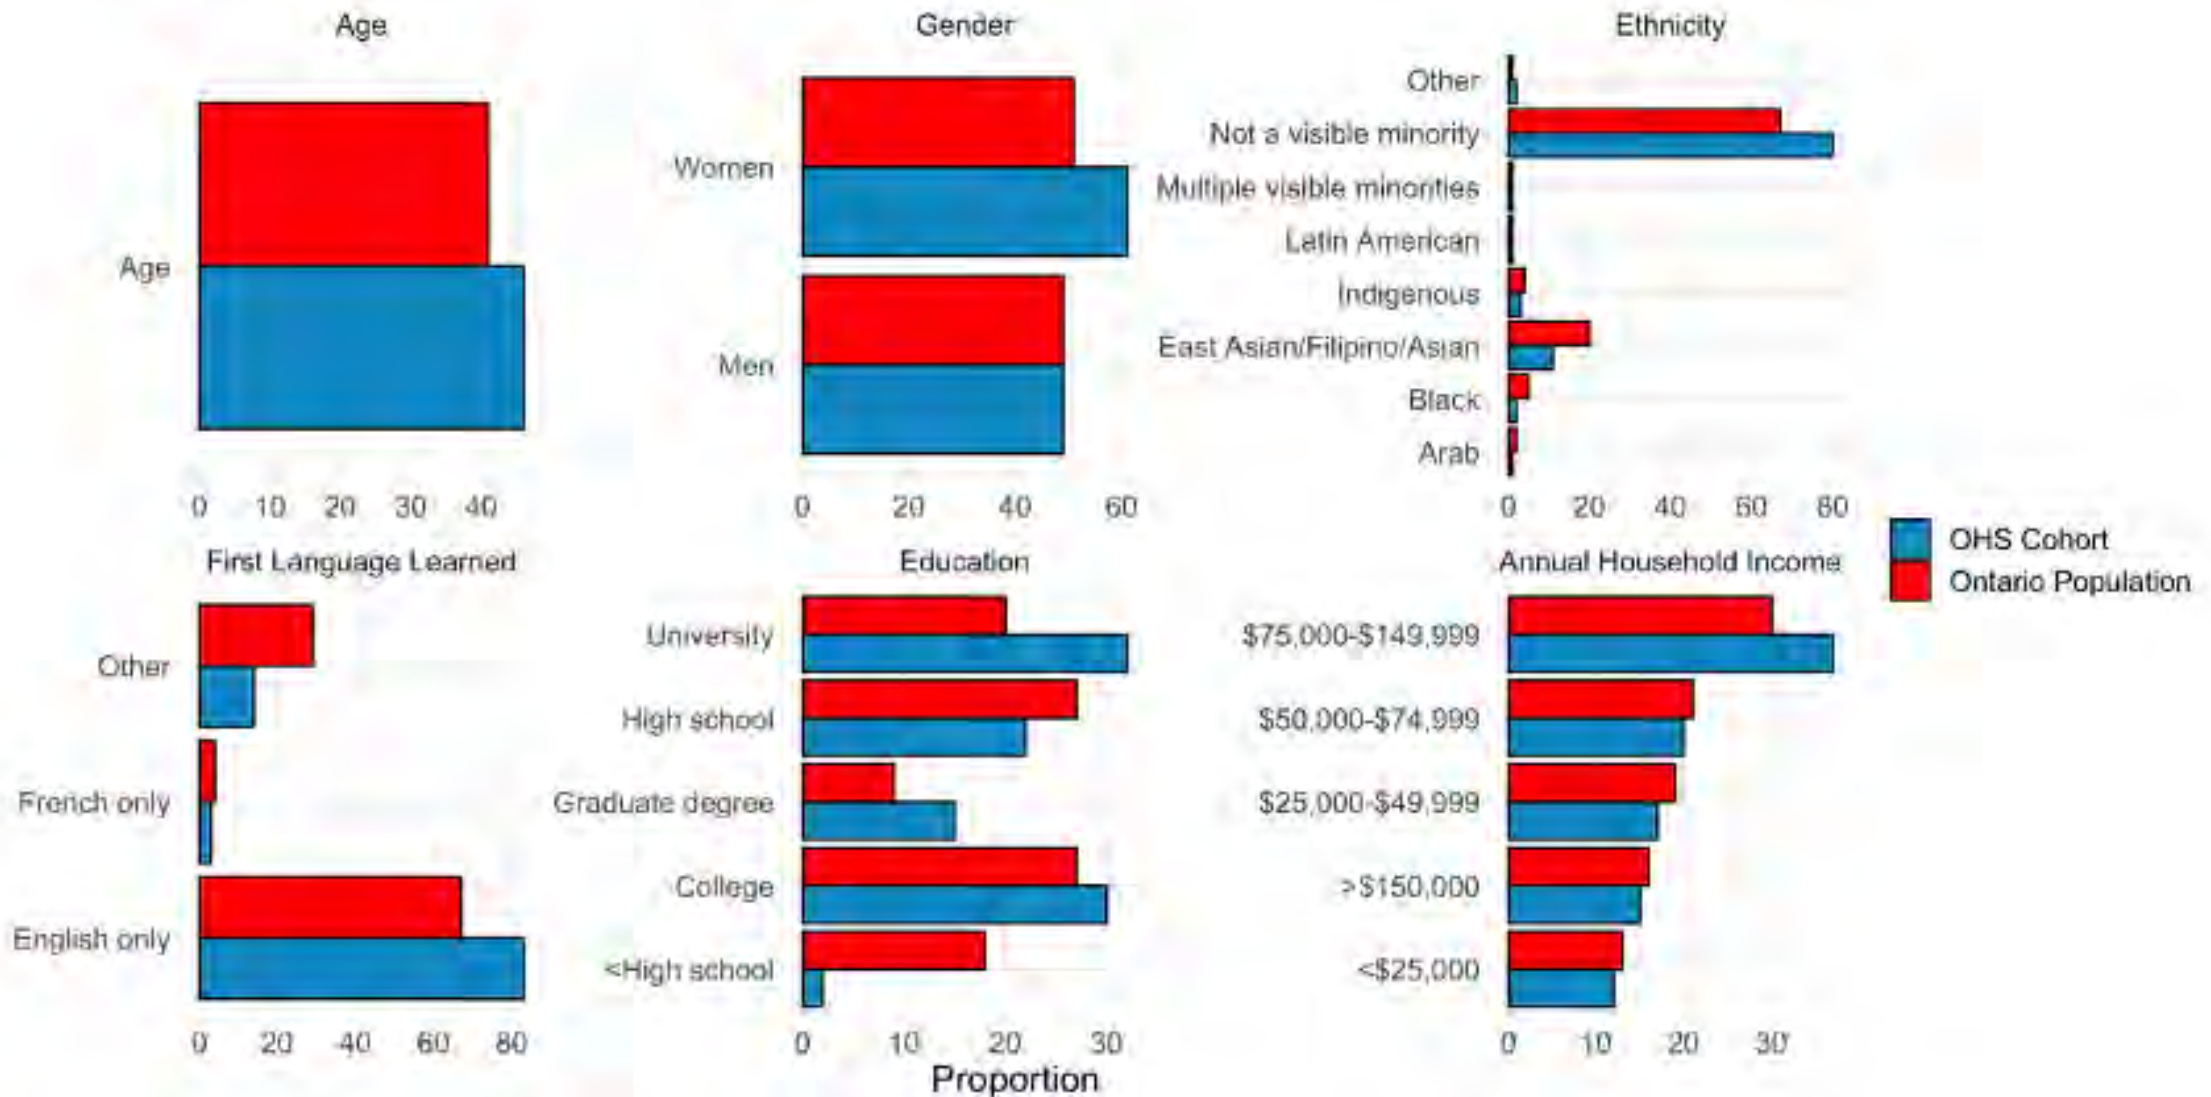 Age
Age
0 10 20 30 40
Gender
Women
Men
0 20 40 60
Ethnicity
Other
Not a visible minority
Multiple visible minorities
Latin American
Indigenous
East Asian/Filipino/Asian
Black
Arab
0 20 40 60 80
OHS Cohort
Ontario Population
First Language Learned
Other
French only
English only
0 20 40 60 80
Education
University
High school
Graduate degree
College
<High school
0 10 20 30
Annual Household Income
$75,000-$149,999
$50,000-$74,999
$25,000-$49,999
>$150,000
<$25,000
0 10 20 30
Proportion